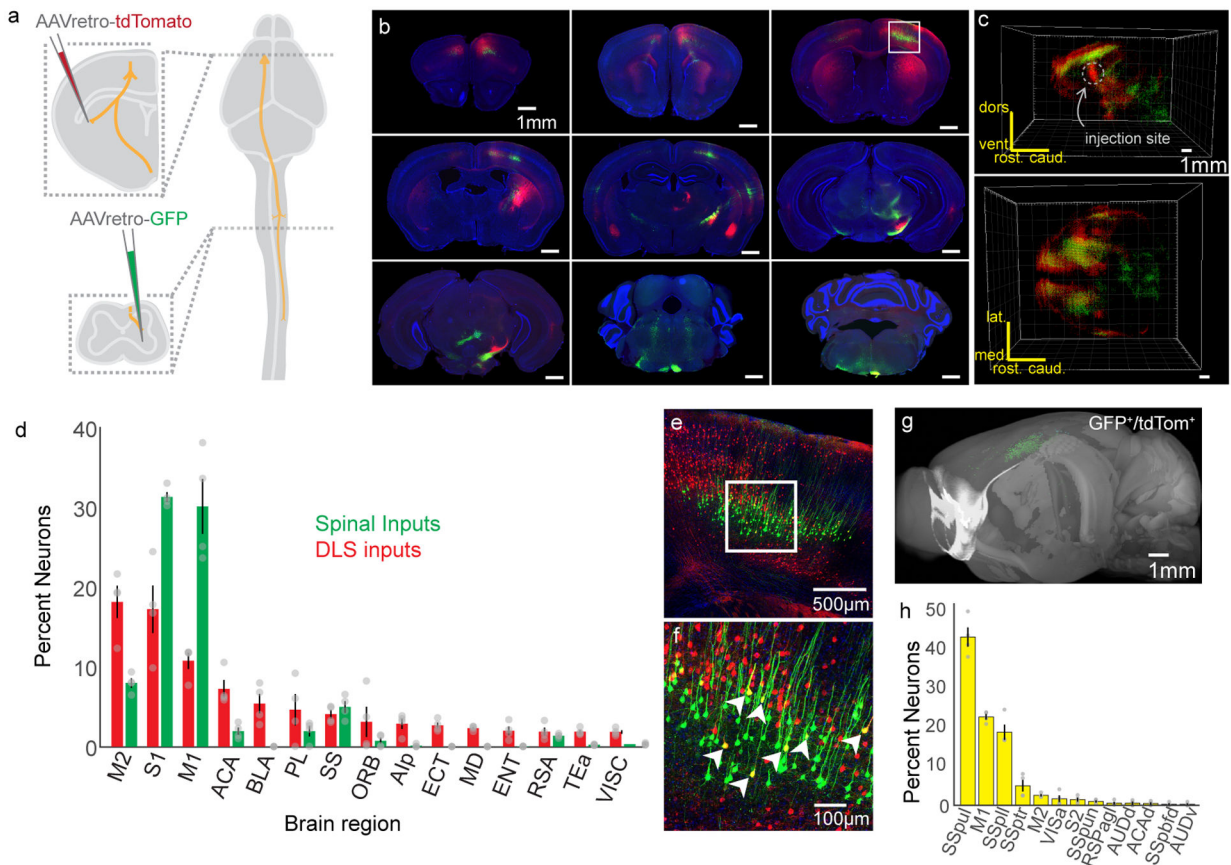 a
AAVretro-tdTomato
AAVretro-GFP
b
1mm
c
dors.
vent.
rost. caud.
injection site
1mm
lat.
med.
rost. caud.
d
Percent Neurons
40
30
20
10
0
Spinal Inputs
DLS inputs
M2
S1
M1
ACA
BLA
PL
SS
ORB
AIp
ECT
MD
ENT
RSA
TEa
VISC
Brain region
e
500µm
f
100µm
g
GFP⁺/tdTom⁺
1mm
h
Percent Neurons
50
40
30
20
10
0
SSpul
M1
SSpll
SSptr
M2
VISa
S2
SSpun
RSPagl
AUDd
ACAd
SSpbfd
AUDv